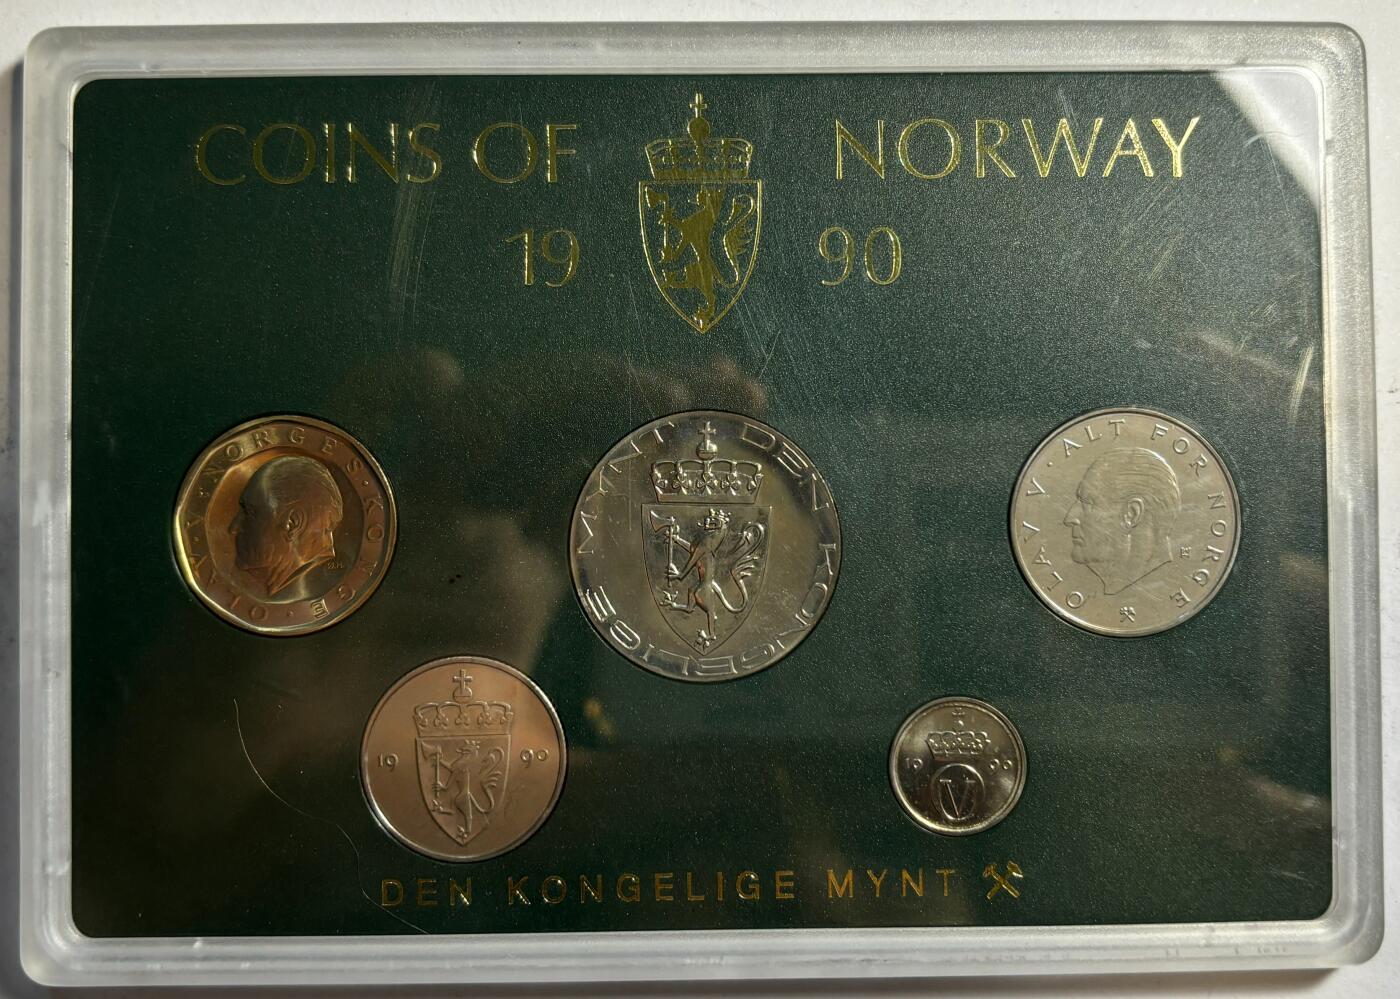 COINS OF NORWAY
19 90
OLAV·V·NORGES·KONGE·
DEN KONGELIGE MYNT
OLAV V·ALT FOR NORGE
19 90
19 90
V
DEN KONGELIGE MYNT